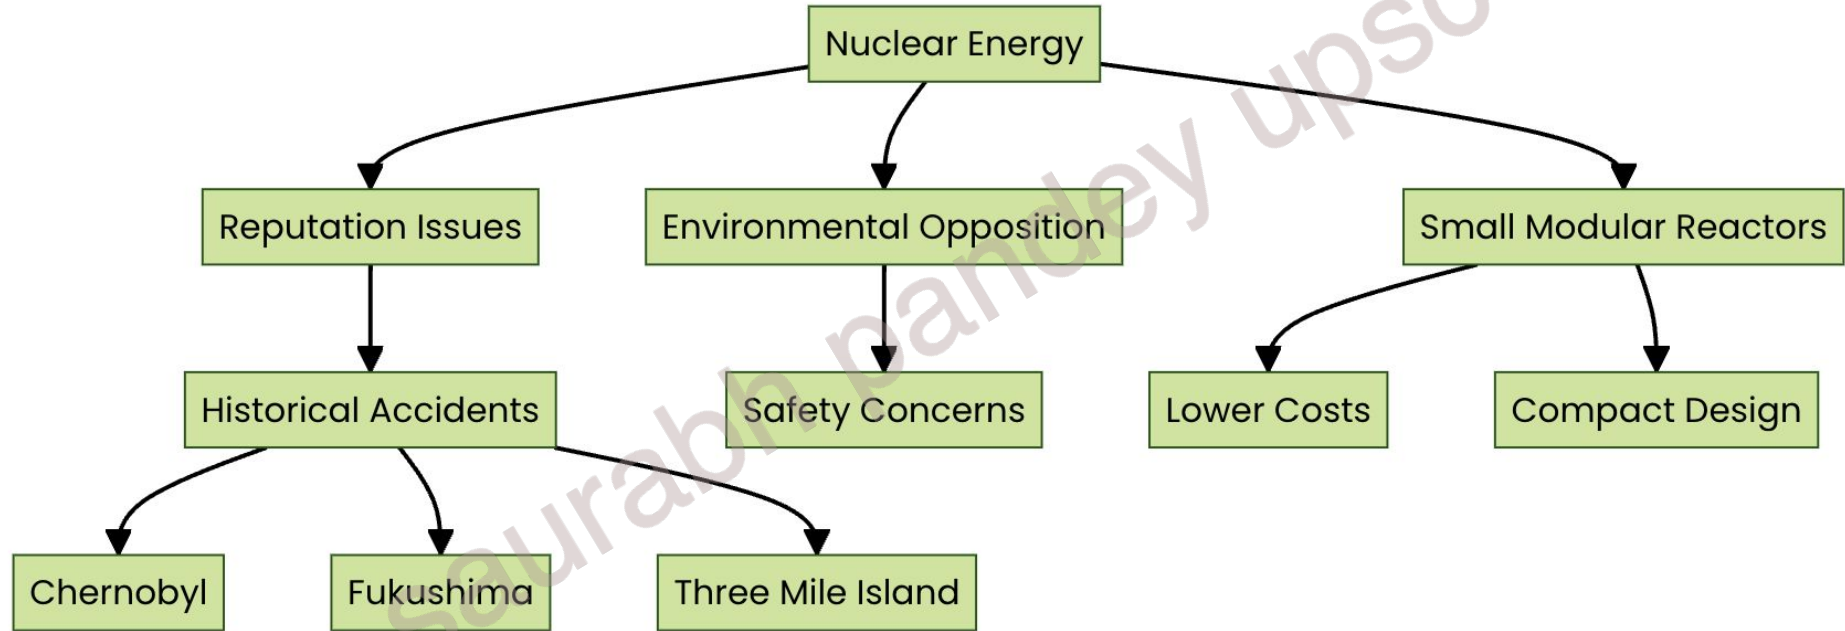 Nuclear Energy
Reputation Issues
Environmental Opposition
Small Modular Reactors
Historical Accidents
Safety Concerns
Lower Costs
Compact Design
Chernobyl
Fukushima
Three Mile Island
saurabh pandey upsc